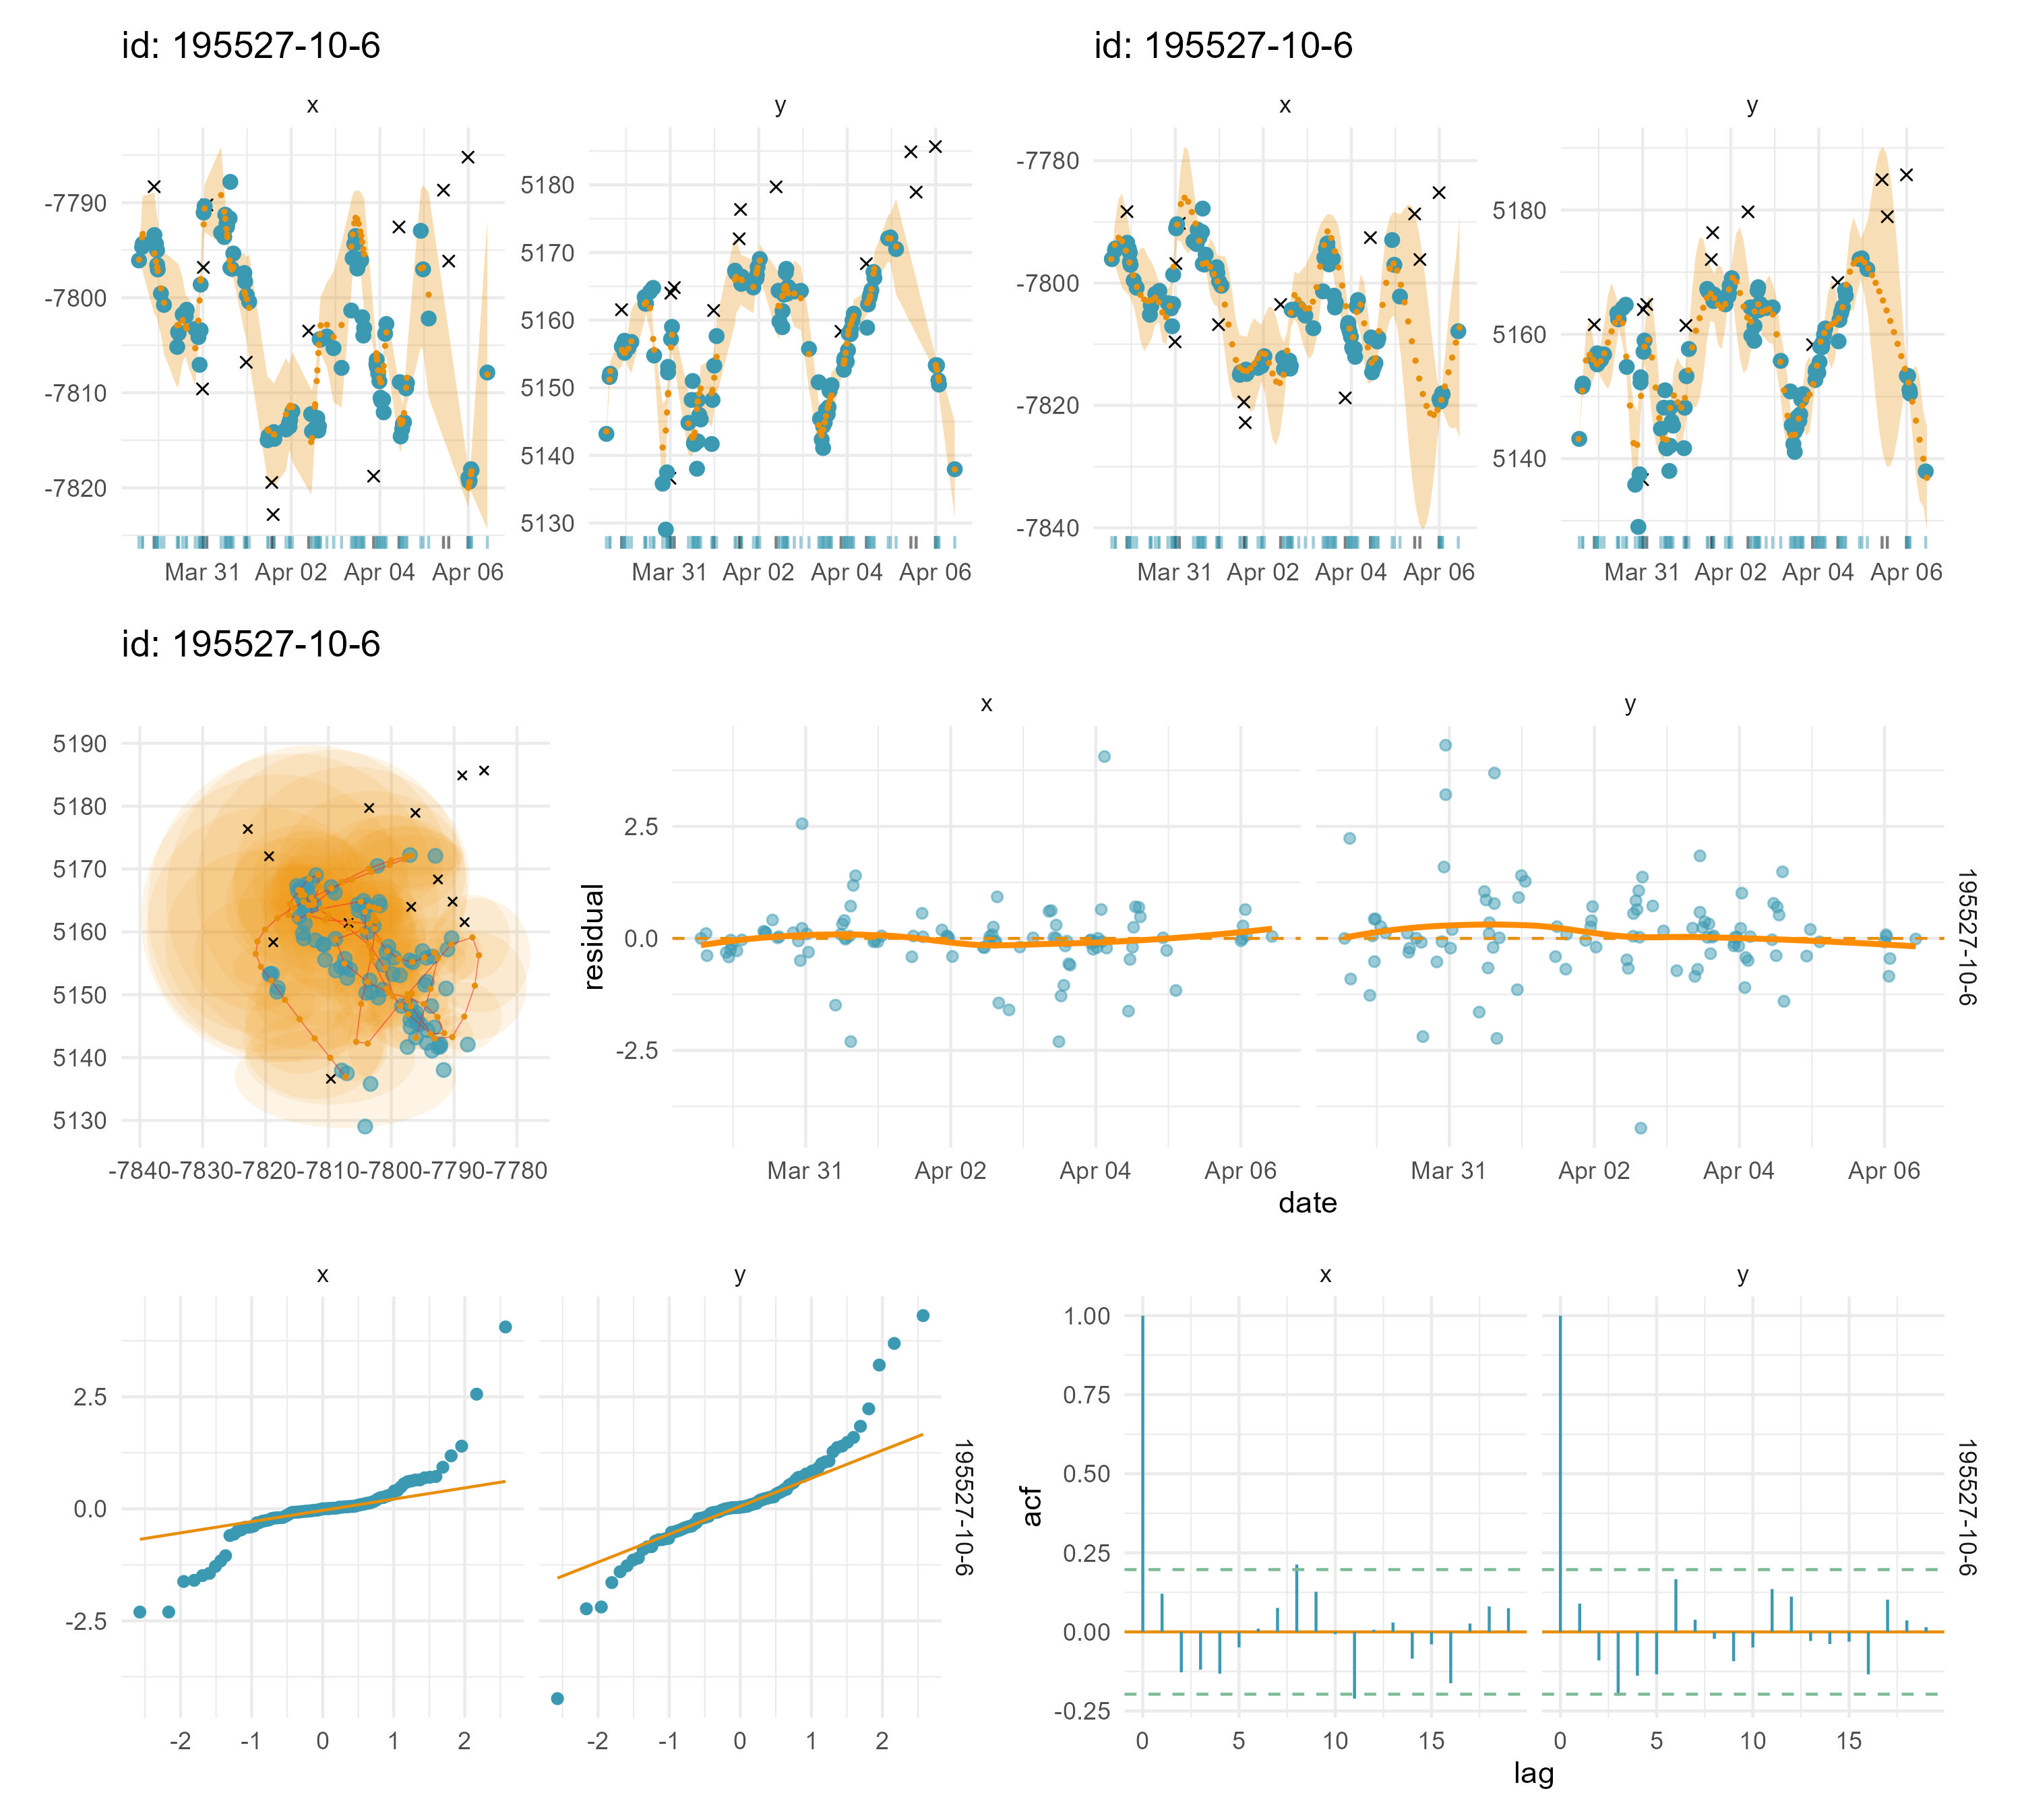 id: 195527-10-6
id: 195527-10-6
x
y
x
y
-7790
-7800
-7810
-7820
5180
5170
5160
5150
5140
5130
-7780
-7800
-7820
-7840
5180
5160
5140
Mar 31 Apr 02 Apr 04 Apr 06
Mar 31 Apr 02 Apr 04 Apr 06
Mar 31 Apr 02 Apr 04 Apr 06
Mar 31 Apr 02 Apr 04 Apr 06
id: 195527-10-6
x
y
5190
5180
5170
5160
5150
5140
5130
-7840 -7830 -7820 -7810 -7800 -7790 -7780
residual
2.5
0.0
-2.5
195527-10-6
Mar 31 Apr 02 Apr 04 Apr 06
Mar 31 Apr 02 Apr 04 Apr 06
date
x
y
2.5
0.0
-2.5
-2 -1 0 1 2
-2 -1 0 1 2
195527-10-6
x
y
acf
1.00
0.75
0.50
0.25
0.00
-0.25
0 5 10 15
0 5 10 15
lag
195527-10-6